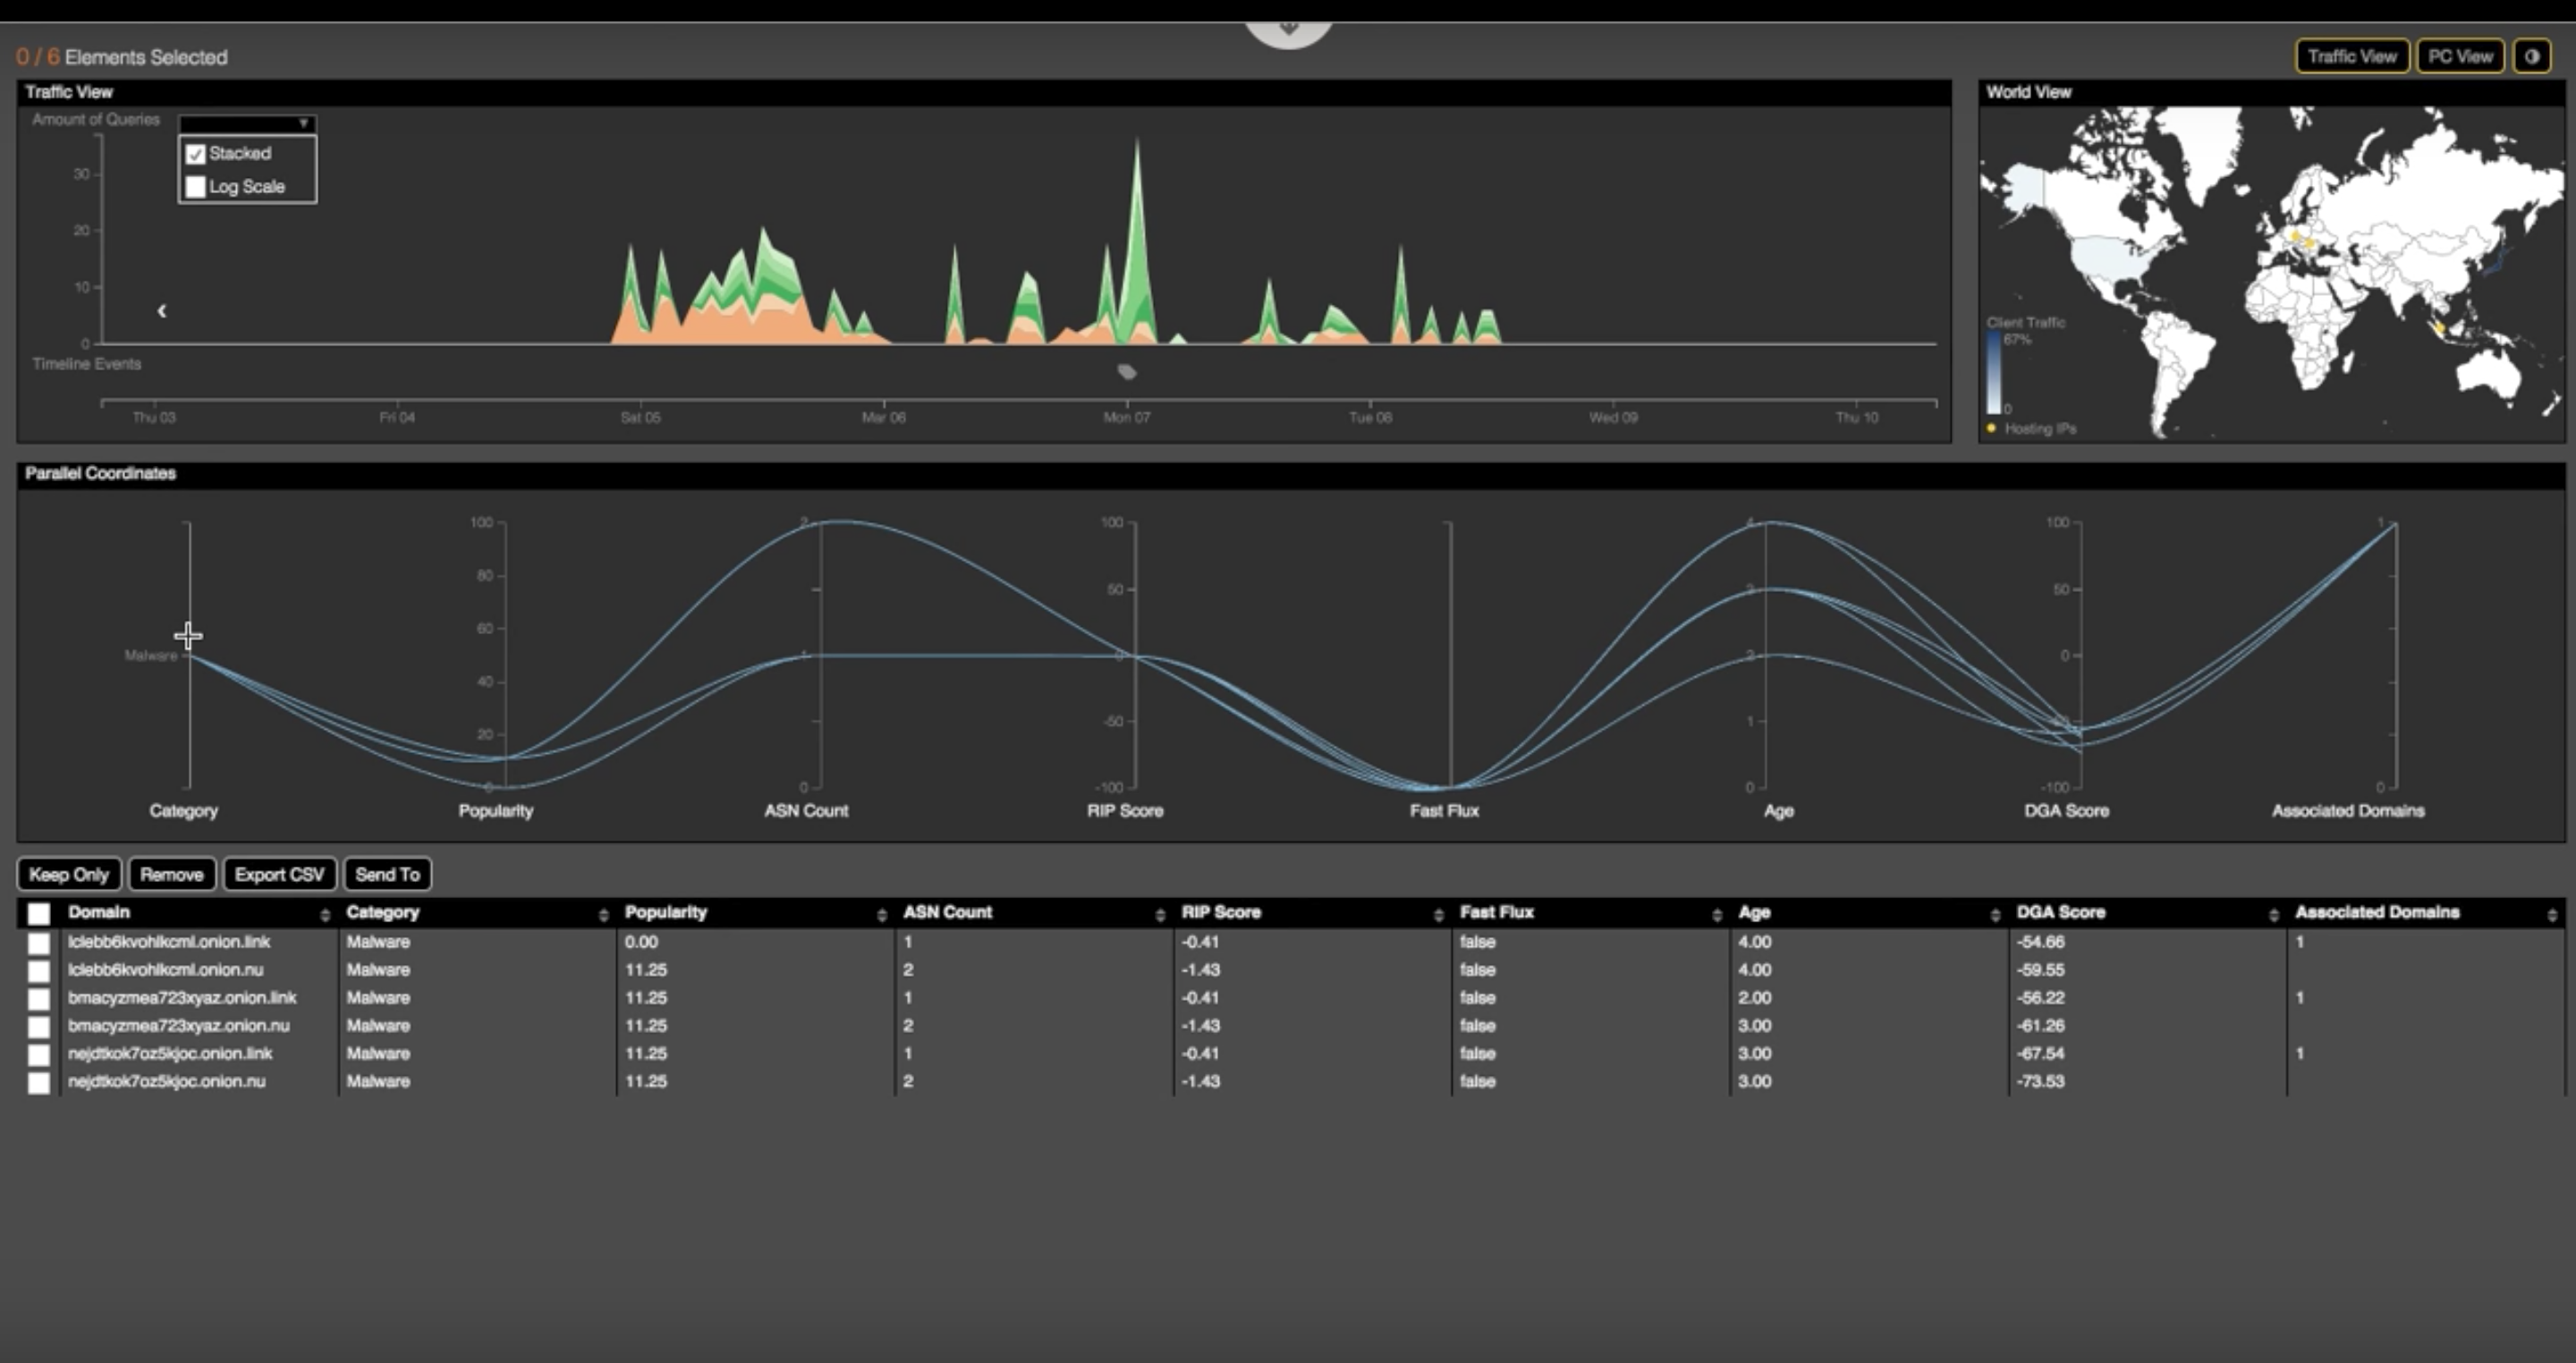 0 / 6 Elements Selected
Traffic View PC View
Traffic View
Amount of Queries
Stacked
Log Scale
30
20
10
0
Timeline Events
Thu 03 Fri 04 Sat 05 Mar 06 Mon 07 Tue 08 Wed 09 Thu 10
World View
Client Traffic
67%
0
Hosting IPs
Parallel Coordinates
Malware
100
80
60
40
20
0
2
1
0
100
50
0
-50
-100
4
3
2
1
0
100
50
0
-50
-100
1
0
Category Popularity ASN Count RIP Score Fast Flux Age DGA Score Associated Domains
Keep Only Remove Export CSV Send To
Domain Category Popularity ASN Count RIP Score Fast Flux Age DGA Score Associated Domains
lclebb6kvohlkcml.onion.link Malware 0.00 1 -0.41 false 4.00 -54.66 1
lclebb6kvohlkcml.onion.nu Malware 11.25 2 -1.43 false 4.00 -59.55
bmacyzmea723xyaz.onion.link Malware 11.25 1 -0.41 false 2.00 -56.22 1
bmacyzmea723xyaz.onion.nu Malware 11.25 2 -1.43 false 3.00 -61.26
nejdtkok7oz5kjoc.onion.link Malware 11.25 1 -0.41 false 3.00 -67.54 1
nejdtkok7oz5kjoc.onion.nu Malware 11.25 2 -1.43 false 3.00 -73.53